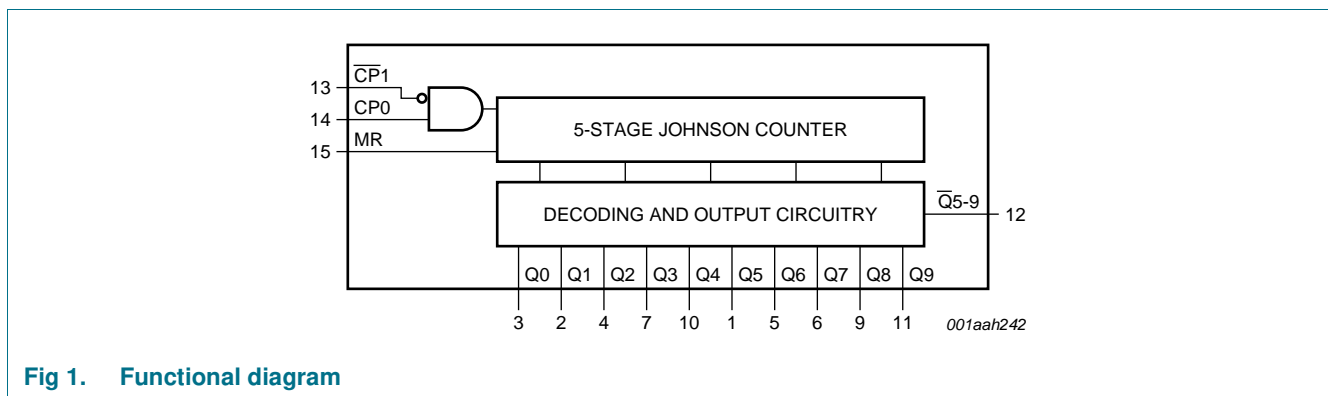 13 C̅P̅1
14 CP0
15 MR
5-STAGE JOHNSON COUNTER
DECODING AND OUTPUT CIRCUITRY
Q̅5-9 12
Q0 Q1 Q2 Q3 Q4 Q5 Q6 Q7 Q8 Q9
3 2 4 7 10 1 5 6 9 11
001aah242
Fig 1. Functional diagram